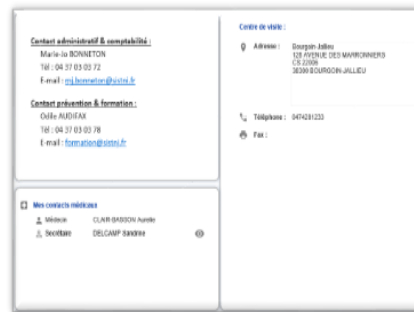 Contact administratif & comptabilité :
Marie-Jo BONNETON
Tél : 04 37 03 03 72
E-mail : mj.bonneton@sistni.fr
Contact prévention & formation :
Odile AUDIFAX
Tél : 04 37 03 03 78
E-mail : formation@sistni.fr
Mes contacts médicaux
Médecin CLAIR-BASSON Aurelie
Secrétaire DELCAMP Sandrine
Centre de visite :
Adresse : Bourgoin-Jallieu
128 AVENUE DES MARRONNIERS
CS 22006
38300 BOURGOIN-JALLIEU
Téléphone : 0474281233
Fax :